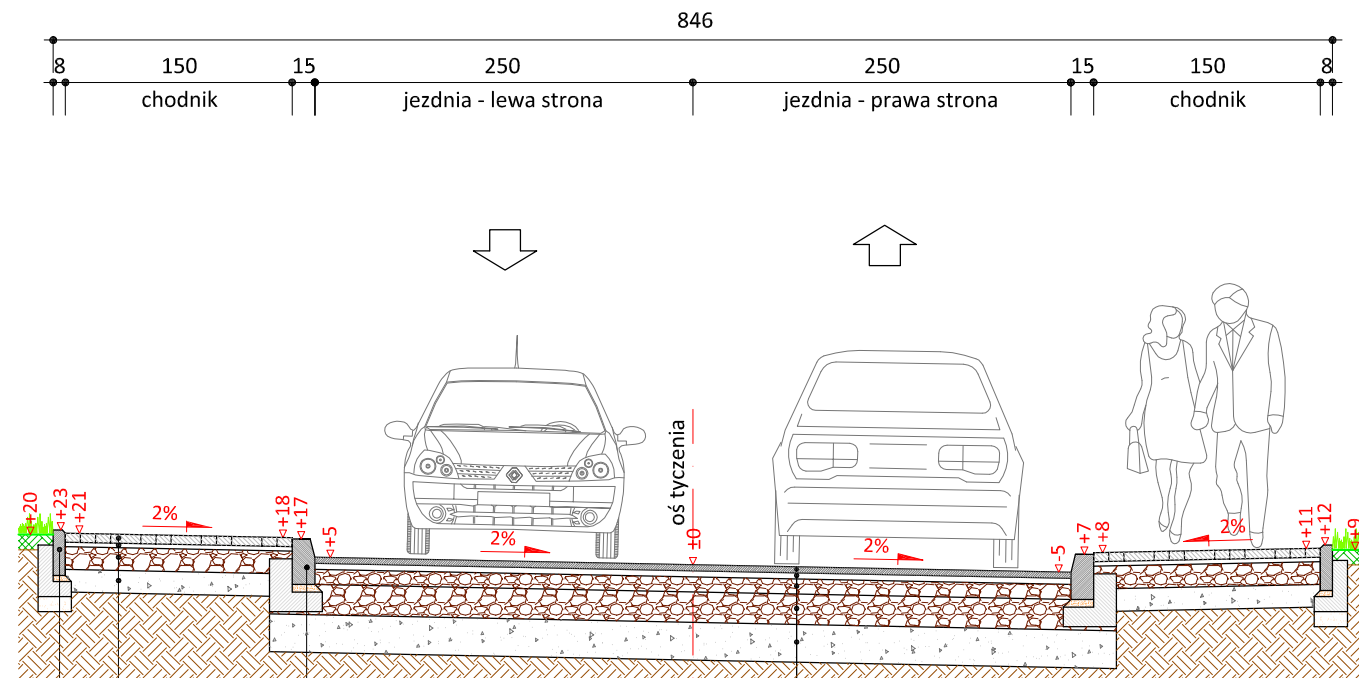 846
8 150 15 250 250 15 150 8
chodnik jezdnia - lewa strona jezdnia - prawa strona chodnik
oś tyczenia
+20 +23 +21 2% +18 +17 +5 2% ±0 2% -5 +7 +8 2% +11 +12 +9